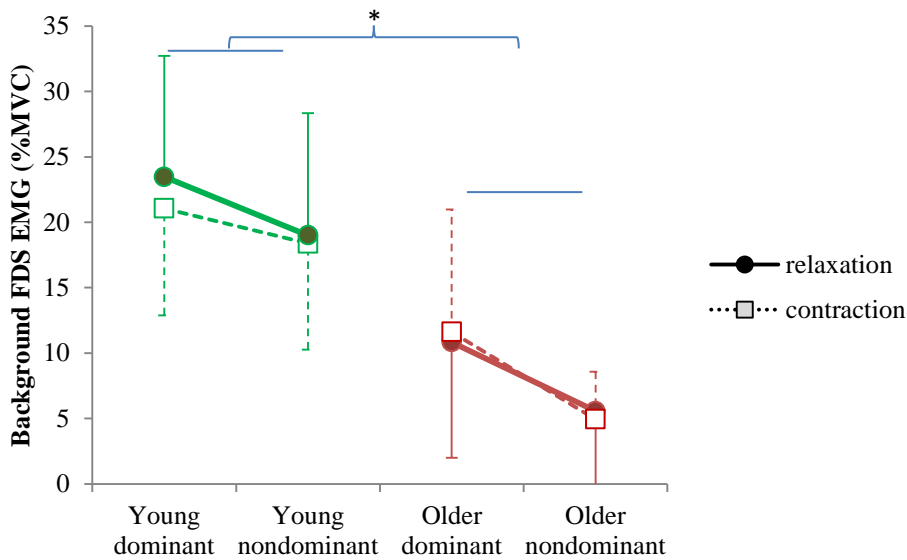 *
35
30
25
20
15
10
5
0
Background FDS EMG (%MVC)
Young dominant
Young nondominant
Older dominant
Older nondominant
relaxation
contraction